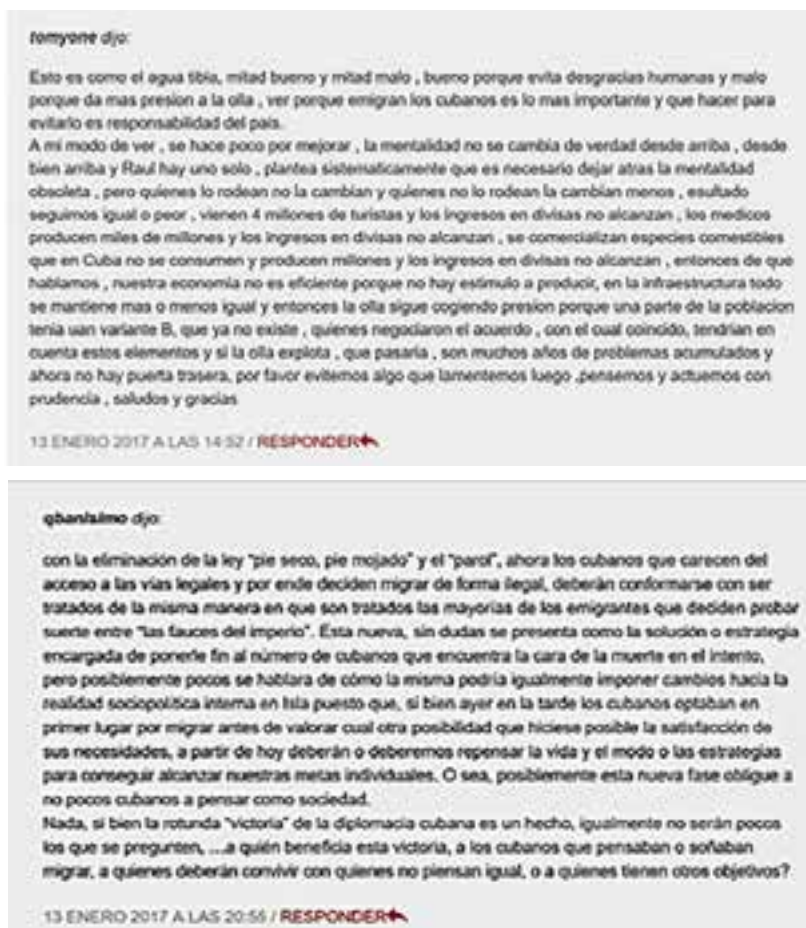 tomyone dijo:
Esto es como el agua tibia, mitad bueno y mitad malo , bueno porque evita desgracias humanas y malo
porque da mas presion a la olla , ver porque emigran los cubanos es lo mas importante y que hacer para
evitarlo es responsabilidad del pais.
A mi modo de ver , se hace poco por mejorar , la mentalidad no se cambia de verdad desde arriba , desde
bien arriba y Raul hay uno solo , plantea sistematicamente que es necesario dejar atras la mentalidad
obsoleta , pero quienes lo rodean no la cambian y quienes no lo rodean la cambian menos , esultado
seguimos igual o peor , vienen 4 millones de turistas y los ingresos en divisas no alcanzan , los medicos
producen miles de millones y los ingresos en divisas no alcanzan , se comercializan especies comestibles
que en Cuba no se consumen y producen millones y los ingresos en divisas no alcanzan , entonces de que
hablamos , nuestra economia no es eficiente porque no hay estimulo a producir, en la infraestructura todo
se mantiene mas o menos igual y entonces la olla sigue cogiendo presion porque una parte de la poblacion
tenia uan variante B, que ya no existe , quienes negociaron el acuerdo , con el cual coincido, tendrian en
cuenta estos elementos y si la olla explota , que pasaria , son muchos años de problemas acumulados y
ahora no hay puerta trasera, por favor evitemos algo que lamentemos luego ,pensemos y actuemos con
prudencia , saludos y gracias
13 ENERO 2017 A LAS 14:52 / RESPONDER
qbanisimo dijo:
con la eliminación de la ley "pie seco, pie mojado" y el "parol", ahora los cubanos que carecen del
acceso a las vías legales y por ende deciden migrar de forma ilegal, deberán conformarse con ser
tratados de la misma manera en que son tratados las mayorías de los emigrantes que deciden probar
suerte entre "las fauces del imperio". Esta nueva, sin dudas se presenta como la solución o estrategia
encargada de ponerle fin al número de cubanos que encuentra la cara de la muerte en el intento,
pero posiblemente pocos se hablara de cómo la misma podría igualmente imponer cambios hacia la
realidad sociopolítica interna en Isla puesto que, si bien ayer en la tarde los cubanos optaban en
primer lugar por migrar antes de valorar cual otra posibilidad que hiciese posible la satisfacción de
sus necesidades, a partir de hoy deberán o deberemos repensar la vida y el modo o las estrategias
para conseguir alcanzar nuestras metas individuales. O sea, posiblemente esta nueva fase obligue a
no pocos cubanos a pensar como sociedad.
Nada, si bien la rotunda "victoria" de la diplomacia cubana es un hecho, igualmente no serán pocos
los que se pregunten, ....a quién beneficia esta victoria, a los cubanos que pensaban o soñaban
migrar, a quienes deberán convivir con quienes no piensan igual, o a quienes tienen otros objetivos?
13 ENERO 2017 A LAS 20:55 / RESPONDER